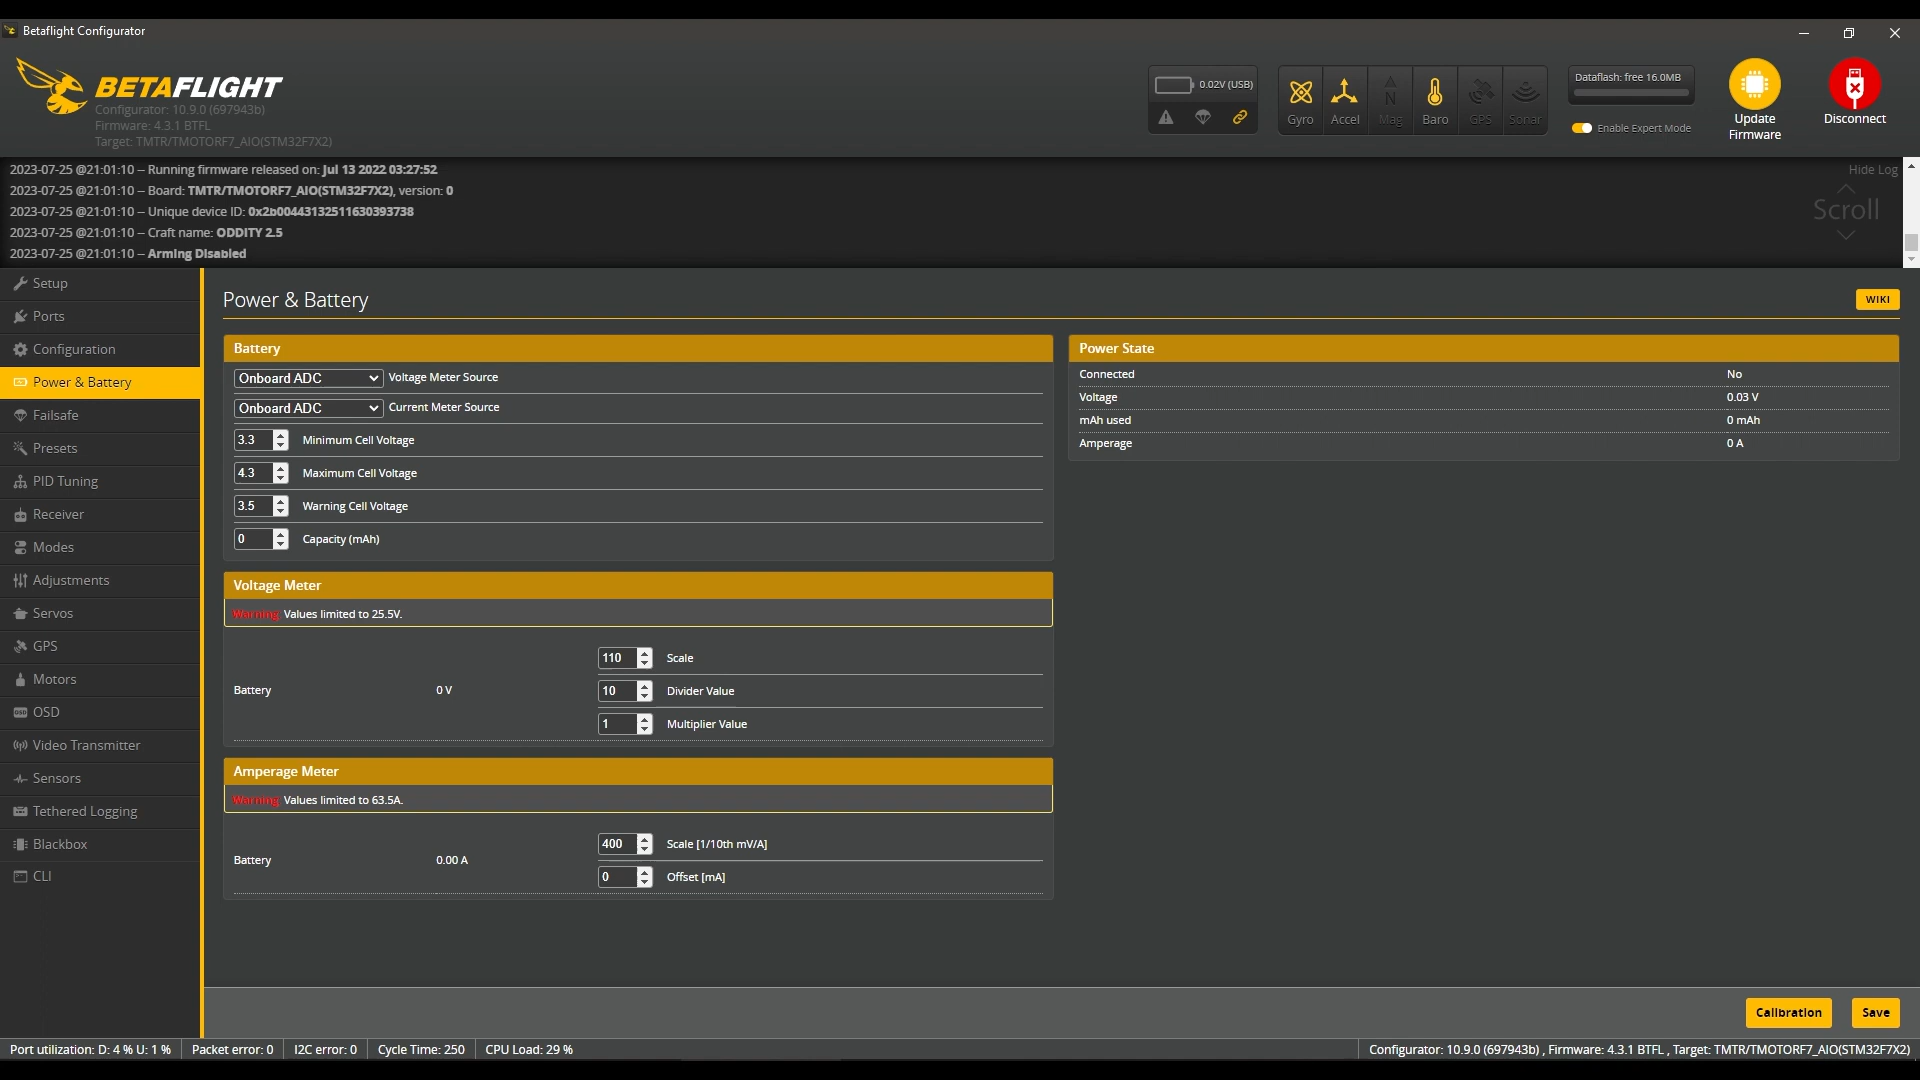 Betaflight Configurator
BETAFLIGHT
Configurator: 10.9.0 (697943b)
Firmware: 4.3.1 BTFL
Target: TMTR/TMOTORF7_AIO(STM32F7X2)
0.02V (USB)
Gyro
Accel
Mag
Baro
GPS
Sonar
Dataflash: free 16.0MB
Enable Expert Mode
Update
Firmware
Disconnect
2023-07-25 @21:01:10 -- Running firmware released on: Jul 13 2022 03:27:52
2023-07-25 @21:01:10 -- Board: TMTR/TMOTORF7_AIO(STM32F7X2), version: 0
2023-07-25 @21:01:10 -- Unique device ID: 0x2b00443132511630393738
2023-07-25 @21:01:10 -- Craft name: ODDITY 2.5
2023-07-25 @21:01:10 -- Arming Disabled
Hide Log
Scroll
Setup
Ports
Configuration
Power & Battery
Failsafe
Presets
PID Tuning
Receiver
Modes
Adjustments
Servos
GPS
Motors
OSD
Video Transmitter
Sensors
Tethered Logging
Blackbox
CLI
Power & Battery
WIKI
Battery
Onboard ADC Voltage Meter Source
Onboard ADC Current Meter Source
3.3 Minimum Cell Voltage
4.3 Maximum Cell Voltage
3.5 Warning Cell Voltage
0 Capacity (mAh)
Voltage Meter
Warning: Values limited to 25.5V.
Battery 0 V
110 Scale
10 Divider Value
1 Multiplier Value
Amperage Meter
Warning: Values limited to 63.5A.
Battery 0.00 A
400 Scale [1/10th mV/A]
0 Offset [mA]
Power State
Connected No
Voltage 0.03 V
mAh used 0 mAh
Amperage 0 A
Calibration
Save
Port utilization: D: 4 % U: 1 %
Packet error: 0
I2C error: 0
Cycle Time: 250
CPU Load: 29 %
Configurator: 10.9.0 (697943b) , Firmware: 4.3.1 BTFL , Target: TMTR/TMOTORF7_AIO(STM32F7X2)